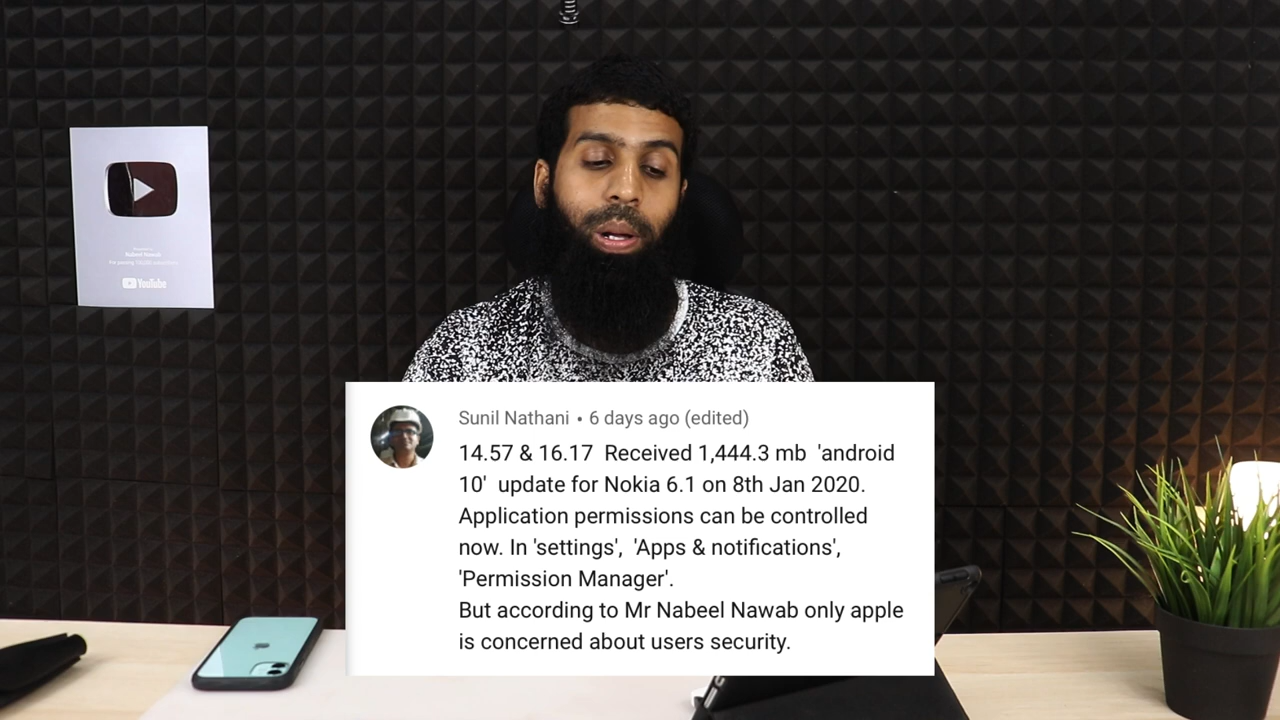 Nabeel Nawab
YouTube
Sunil Nathani • 6 days ago (edited)
14.57 & 16.17 Received 1,444.3 mb 'android
10' update for Nokia 6.1 on 8th Jan 2020.
Application permissions can be controlled
now. In 'settings', 'Apps & notifications',
'Permission Manager'.
But according to Mr Nabeel Nawab only apple
is concerned about users security.